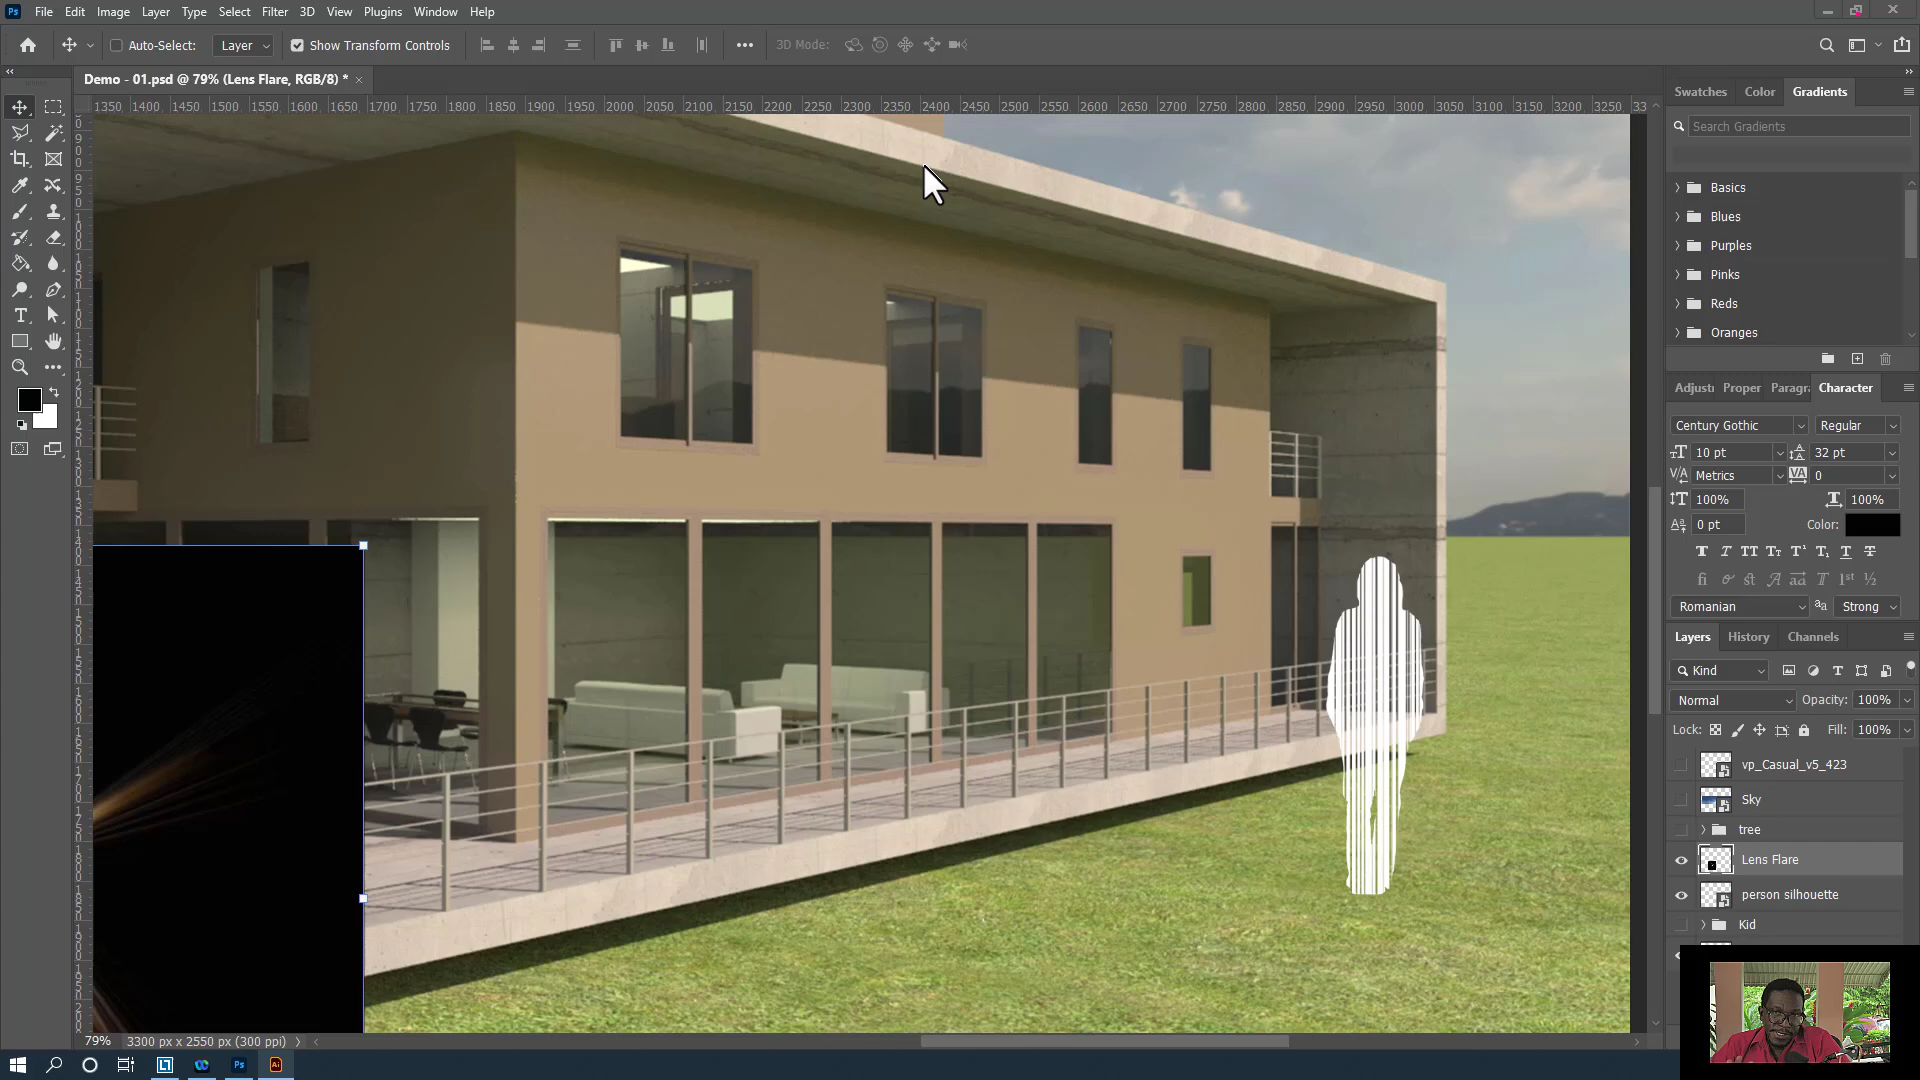 Ps File Edit Image Layer Type Select Filter 3D View Plugins Window Help
Auto-Select: Layer Show Transform Controls 3D Mode:
Demo - 01.psd @ 79% (Lens Flare, RGB/8) *
1350 1400 1450 1500 1550 1600 1650 1700 1750 1800 1850 1900 1950 2000 2050 2100 2150 2200 2250 2300 2350 2400 2450 2500 2550 2600 2650 2700 2750 2800 2850 2900 2950 3000 3050 3100 3150 3200 3250 33
Swatches Color Gradients
Search Gradients
Basics
Blues
Purples
Pinks
Reds
Oranges
Adjustı Proper Paragra Character
Century Gothic Regular
10 pt 32 pt
Metrics 0
100% 100%
0 pt Color:
Romanian Strong
Layers History Channels
Kind
Normal Opacity: 100%
Lock: Fill: 100%
vp_Casual_v5_423
Sky
tree
Lens Flare
person silhouette
Kid
79% 3300 px x 2550 px (300 ppi)
Ps Ai